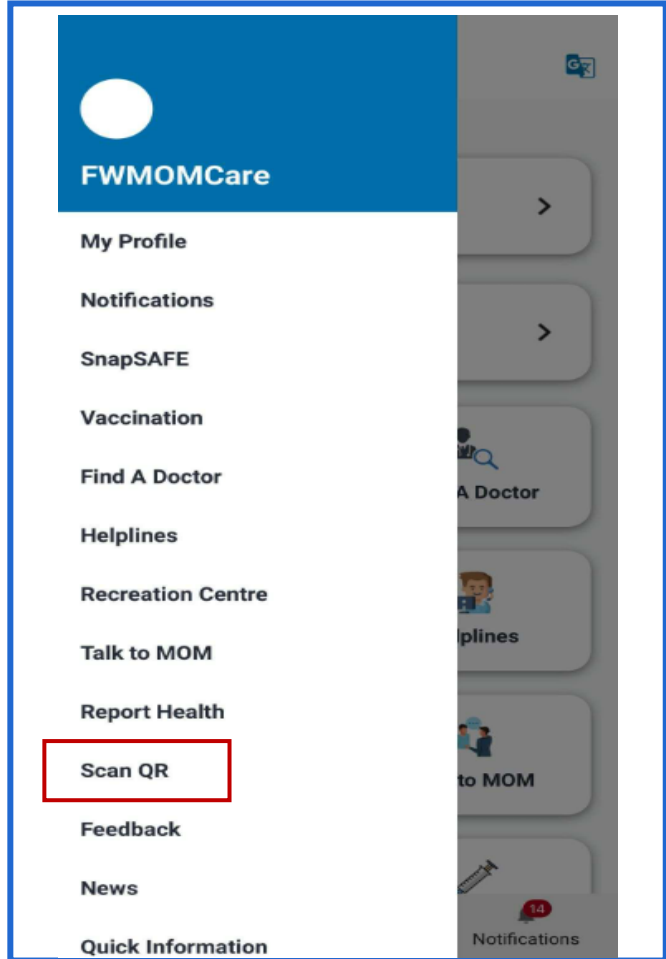 FWMOMCare
My Profile
Notifications
SnapSAFE
Vaccination
Find A Doctor
A Doctor
Helplines
Recreation Centre
plines
Talk to MOM
Report Health
Scan QR
to MOM
Feedback
News
14
Quick Information
Notifications